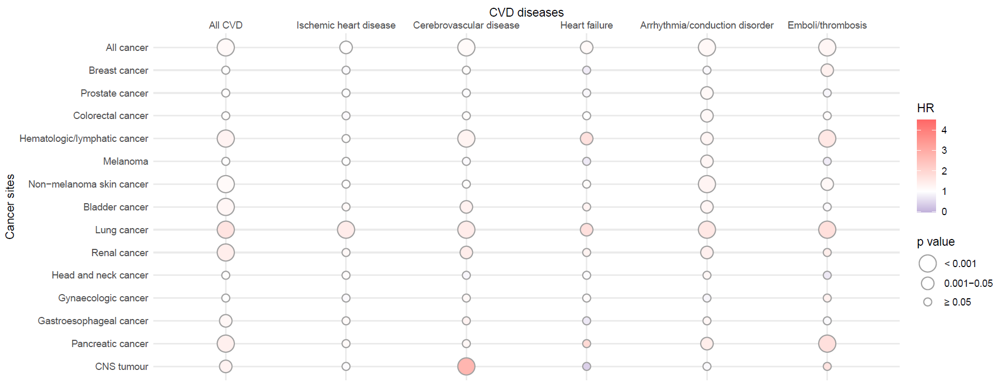 CVD diseases
All CVD
Ischemic heart disease
Cerebrovascular disease
Heart failure
Arrhythmia/conduction disorder
Emboli/thrombosis
Cancer sites
All cancer
Breast cancer
Prostate cancer
Colorectal cancer
Hematologic/lymphatic cancer
Melanoma
Non−melanoma skin cancer
Bladder cancer
Lung cancer
Renal cancer
Head and neck cancer
Gynaecologic cancer
Gastroesophageal cancer
Pancreatic cancer
CNS tumour
HR
4
3
2
1
0
p value
< 0.001
0.001−0.05
≥ 0.05